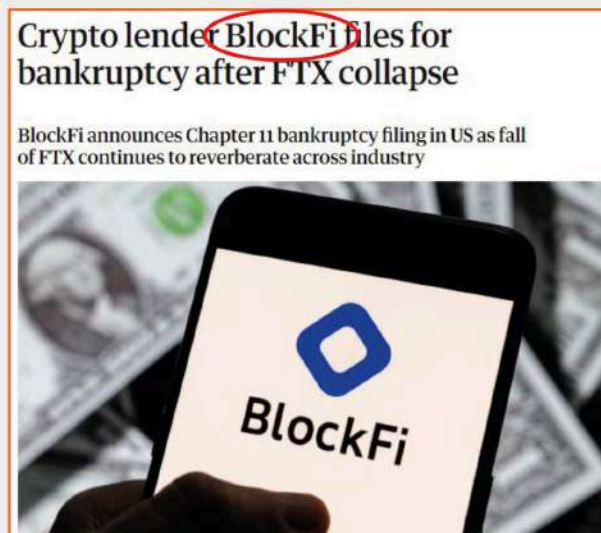 Crypto lender BlockFi files for
bankruptcy after FTX collapse
BlockFi announces Chapter 11 bankruptcy filing in US as fall
of FTX continues to reverberate across industry
BlockFi